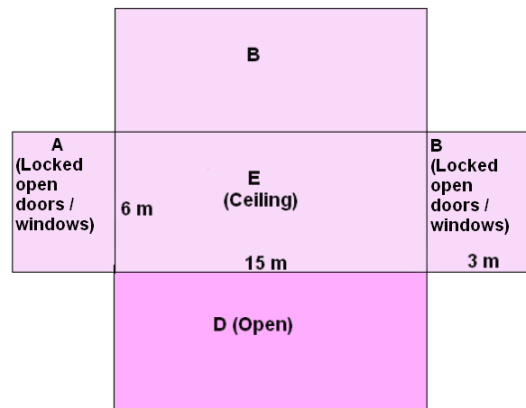 B
A
(Locked
open
doors /
windows)
6 m
E
(Ceiling)
15 m
B
(Locked
open
doors /
windows)
3 m
D (Open)